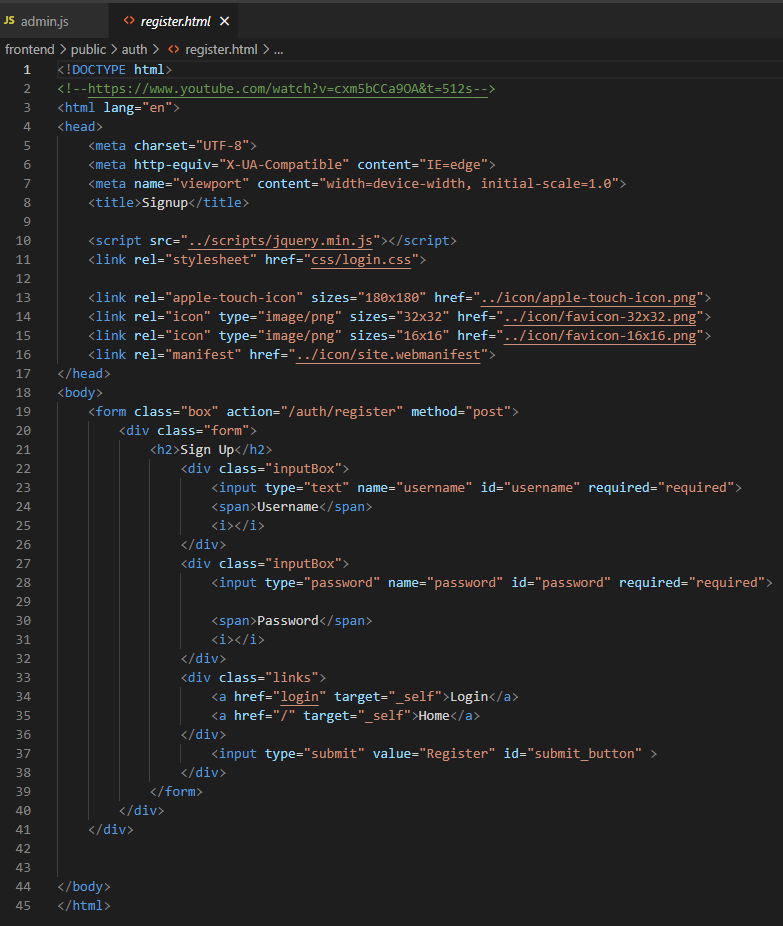 JS admin.js <> register.html ×
frontend > public > auth > <> register.html > ...
1 <!DOCTYPE html>
2 <!--https://www.youtube.com/watch?v=cxm5bCCa9OA&t=512s-->
3 <html lang="en">
4 <head>
5     <meta charset="UTF-8">
6     <meta http-equiv="X-UA-Compatible" content="IE=edge">
7     <meta name="viewport" content="width=device-width, initial-scale=1.0">
8     <title>Signup</title>
9
10     <script src="../scripts/jquery.min.js"></script>
11     <link rel="stylesheet" href="css/login.css">
12
13     <link rel="apple-touch-icon" sizes="180x180" href="../icon/apple-touch-icon.png">
14     <link rel="icon" type="image/png" sizes="32x32" href="../icon/favicon-32x32.png">
15     <link rel="icon" type="image/png" sizes="16x16" href="../icon/favicon-16x16.png">
16     <link rel="manifest" href="../icon/site.webmanifest">
17 </head>
18 <body>
19     <form class="box" action="/auth/register" method="post">
20         <div class="form">
21             <h2>Sign Up</h2>
22                 <div class="inputBox">
23                     <input type="text" name="username" id="username" required="required">
24                     <span>Username</span>
25                     <i></i>
26                 </div>
27                 <div class="inputBox">
28                     <input type="password" name="password" id="password" required="required">
29
30                     <span>Password</span>
31                     <i></i>
32                 </div>
33                 <div class="links">
34                     <a href="login" target="_self">Login</a>
35                     <a href="/" target="_self">Home</a>
36                 </div>
37                     <input type="submit" value="Register" id="submit_button" >
38                 </div>
39             </form>
40         </div>
41     </div>
42
43
44 </body>
45 </html>